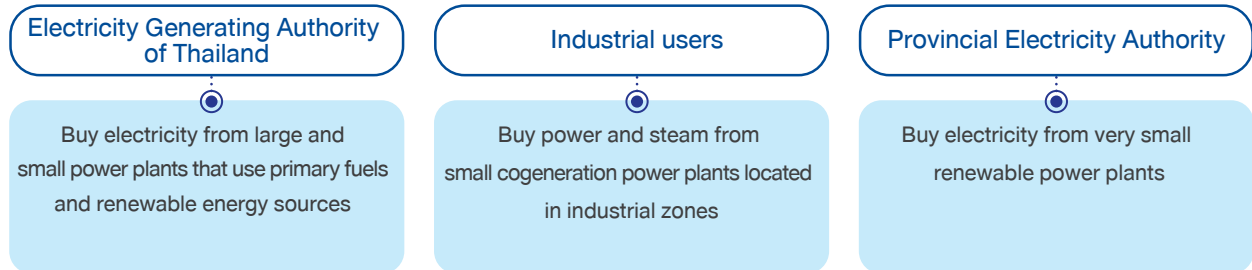 Electricity Generating Authority
of Thailand
Buy electricity from large and
small power plants that use primary fuels
and renewable energy sources
Industrial users
Buy power and steam from
small cogeneration power plants located
in industrial zones
Provincial Electricity Authority
Buy electricity from very small
renewable power plants